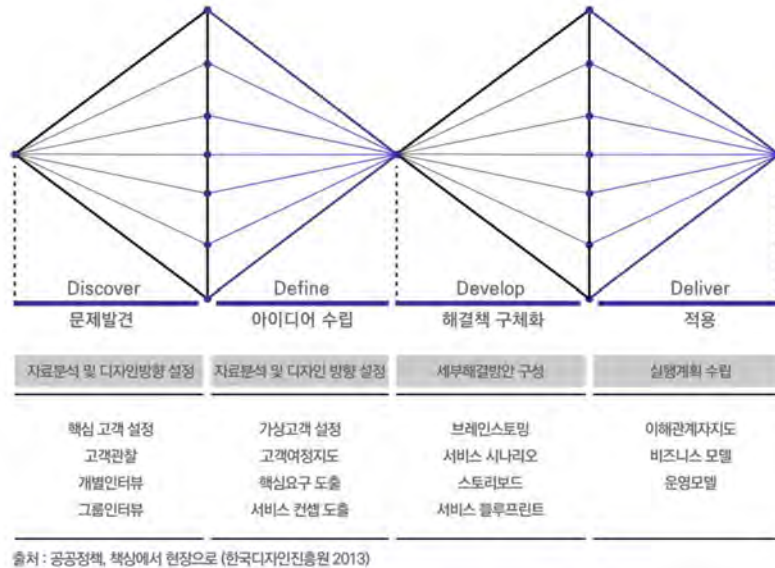 Discover Define Develop Deliver
문제발견 아이디어 수립 해결책 구체화 적용
자료분석 및 디자인방향 설정 자료분석 및 디자인 방향 설정 세부해결방안 구성 실행계획 수립
핵심 고객 설정 가상고객 설정 브레인스토밍 이해관계자지도
고객관찰 고객여정지도 서비스 시나리오 비즈니스 모델
개별인터뷰 핵심요구 도출 스토리보드 운영모델
그룹인터뷰 서비스 컨셉 도출 서비스 블루프린트
출처 : 공공정책, 책상에서 현장으로 (한국디자인진흥원 2013)